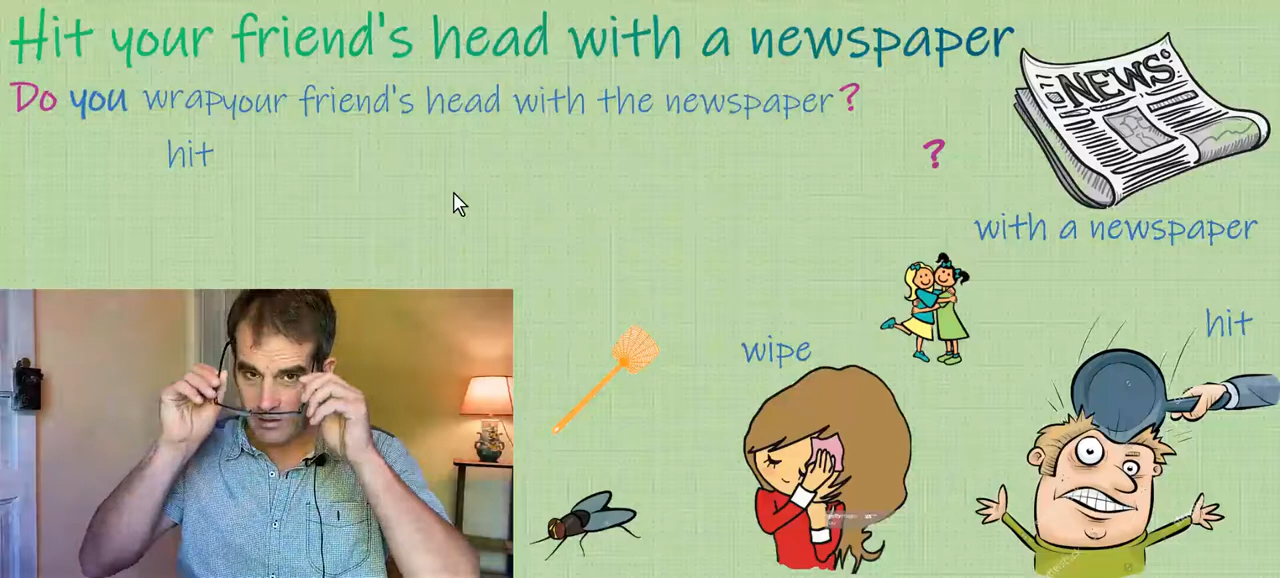 Hit your friend's head with a newspaper
Do you wrapyour friend's head with the newspaper?
hit
?
NEWS
with a newspaper
hit
wipe